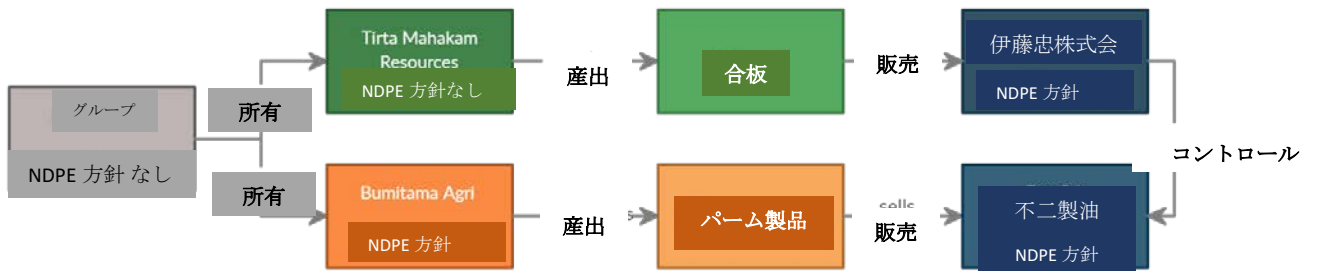 グループ
NDPE 方針 なし
所有
所有
Tirta Mahakam
Resources
NDPE 方針なし
産出
合板
販売
伊藤忠株式会
NDPE 方針
コントロール
Bumitama Agri
NDPE 方針
産出
パーム製品
sells
販売
不二製油
NDPE 方針